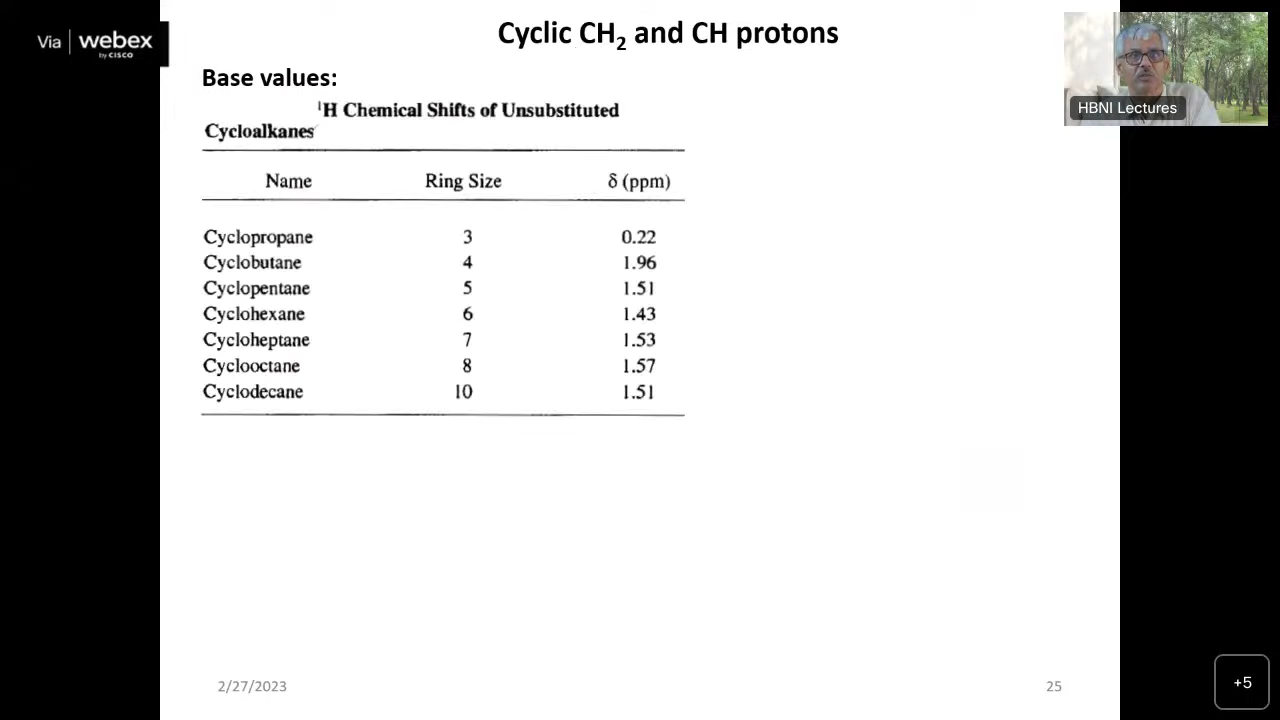 Via | webex
by CISCO
Cyclic CH₂ and CH protons
HBNI Lectures
Base values:
¹H Chemical Shifts of Unsubstituted
Cycloalkanes
Name Ring Size δ (ppm)
Cyclopropane 3 0.22
Cyclobutane 4 1.96
Cyclopentane 5 1.51
Cyclohexane 6 1.43
Cycloheptane 7 1.53
Cyclooctane 8 1.57
Cyclodecane 10 1.51
2/27/2023 25
+5